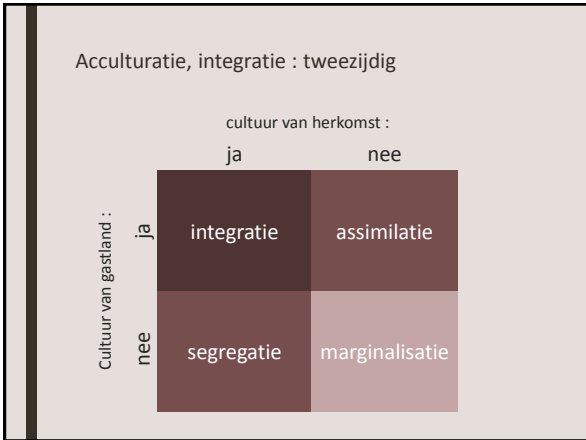 Acculturatie, integratie : tweezijdig
cultuur van herkomst :
ja nee
Cultuur van gastland :
ja
integratie assimilatie
nee
segregatie marginalisatie